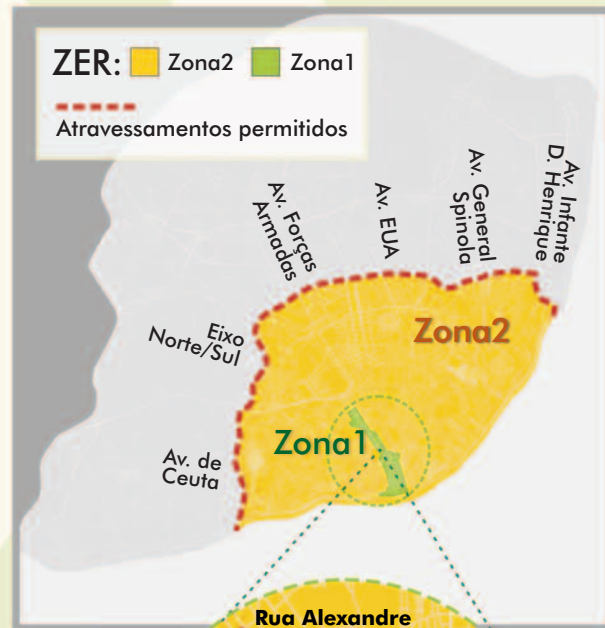 ZER: Zona2 Zona1
Atravessamentos permitidos
Av. Forças
Armadas
Av. EUA
Av. General
Spinola
Av. Infante
D. Henrique
Eixo
Norte/Sul
Zona2
Zona1
Av. de
Ceuta
Rua Alexandre